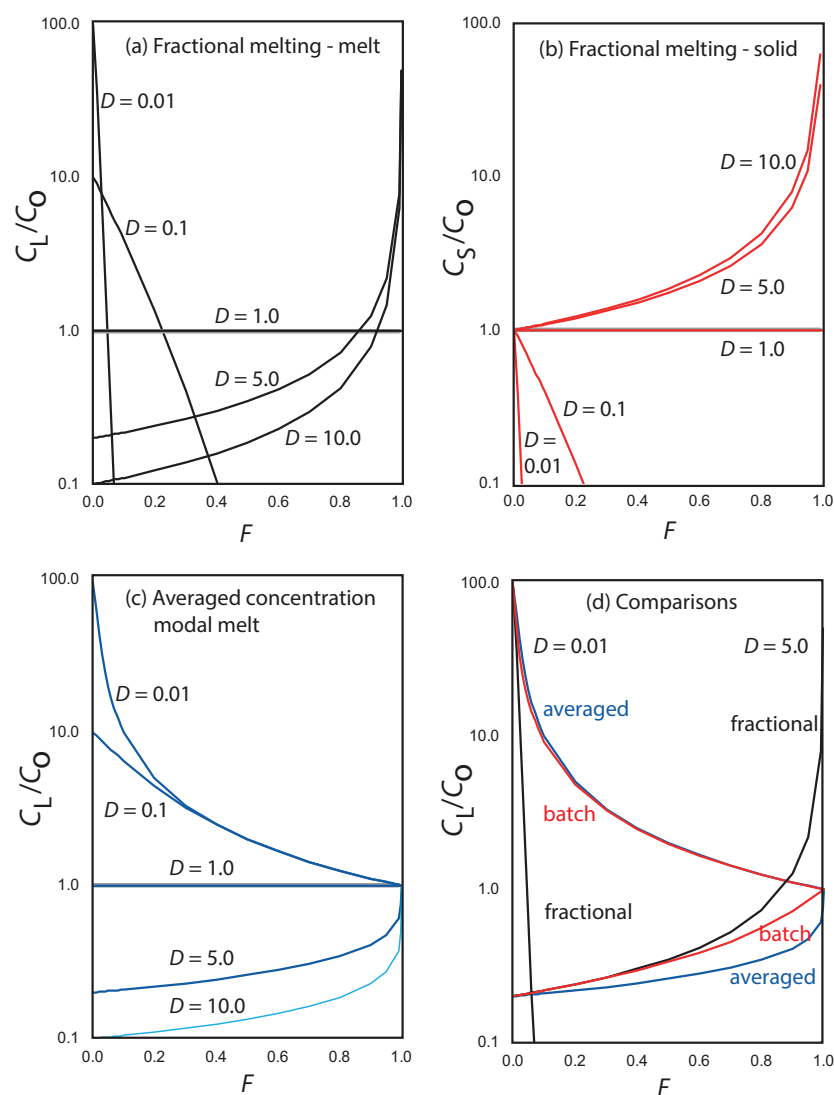 (a) Fractional melting - melt
100.0
10.0
1.0
0.1
C_L/C_O
D = 0.01
D = 0.1
D = 1.0
D = 5.0
D = 10.0
0.0 0.2 0.4 0.6 0.8 1.0
F
(b) Fractional melting - solid
100.0
10.0
1.0
0.1
C_S/C_O
D = 10.0
D = 5.0
D = 1.0
D = 0.1
D =
0.01
0.0 0.2 0.4 0.6 0.8 1.0
F
(c) Averaged concentration
modal melt
100.0
10.0
1.0
0.1
C_L/C_O
D = 0.01
D = 0.1
D = 1.0
D = 5.0
D = 10.0
0.0 0.2 0.4 0.6 0.8 1.0
F
(d) Comparisons
100.0
10.0
1.0
0.1
C_L/C_O
D = 0.01 D = 5.0
averaged
fractional
batch
fractional
batch
averaged
0.0 0.2 0.4 0.6 0.8 1.0
F